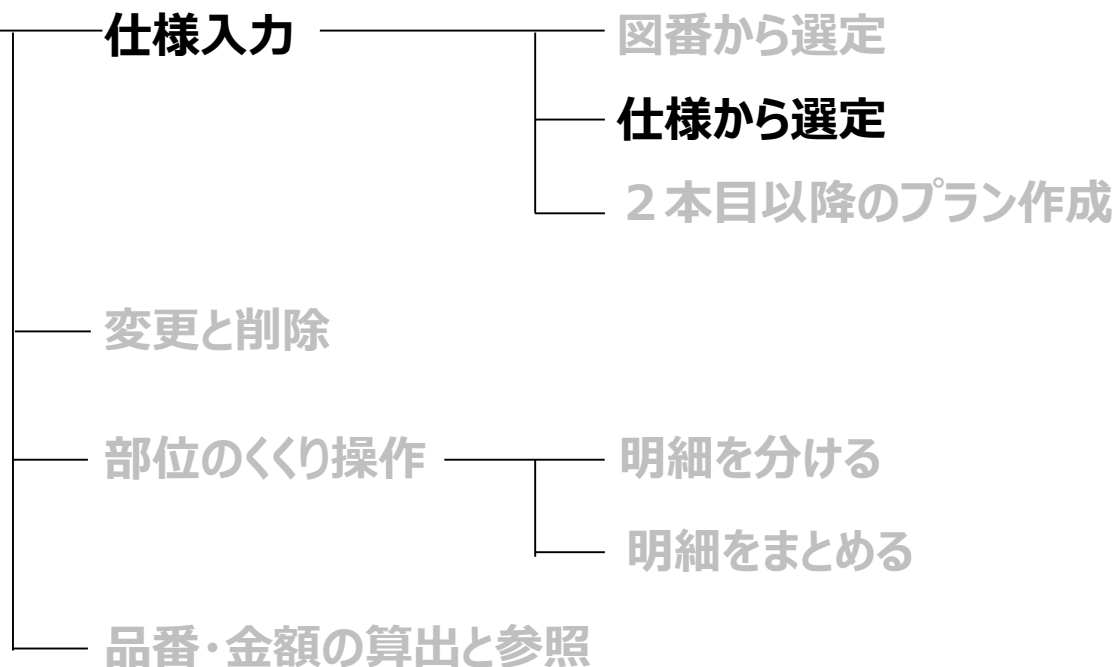 仕様入力
図番から選定
仕様から選定
２本目以降のプラン作成
変更と削除
部位のくくり操作
明細を分ける
明細をまとめる
品番・金額の算出と参照